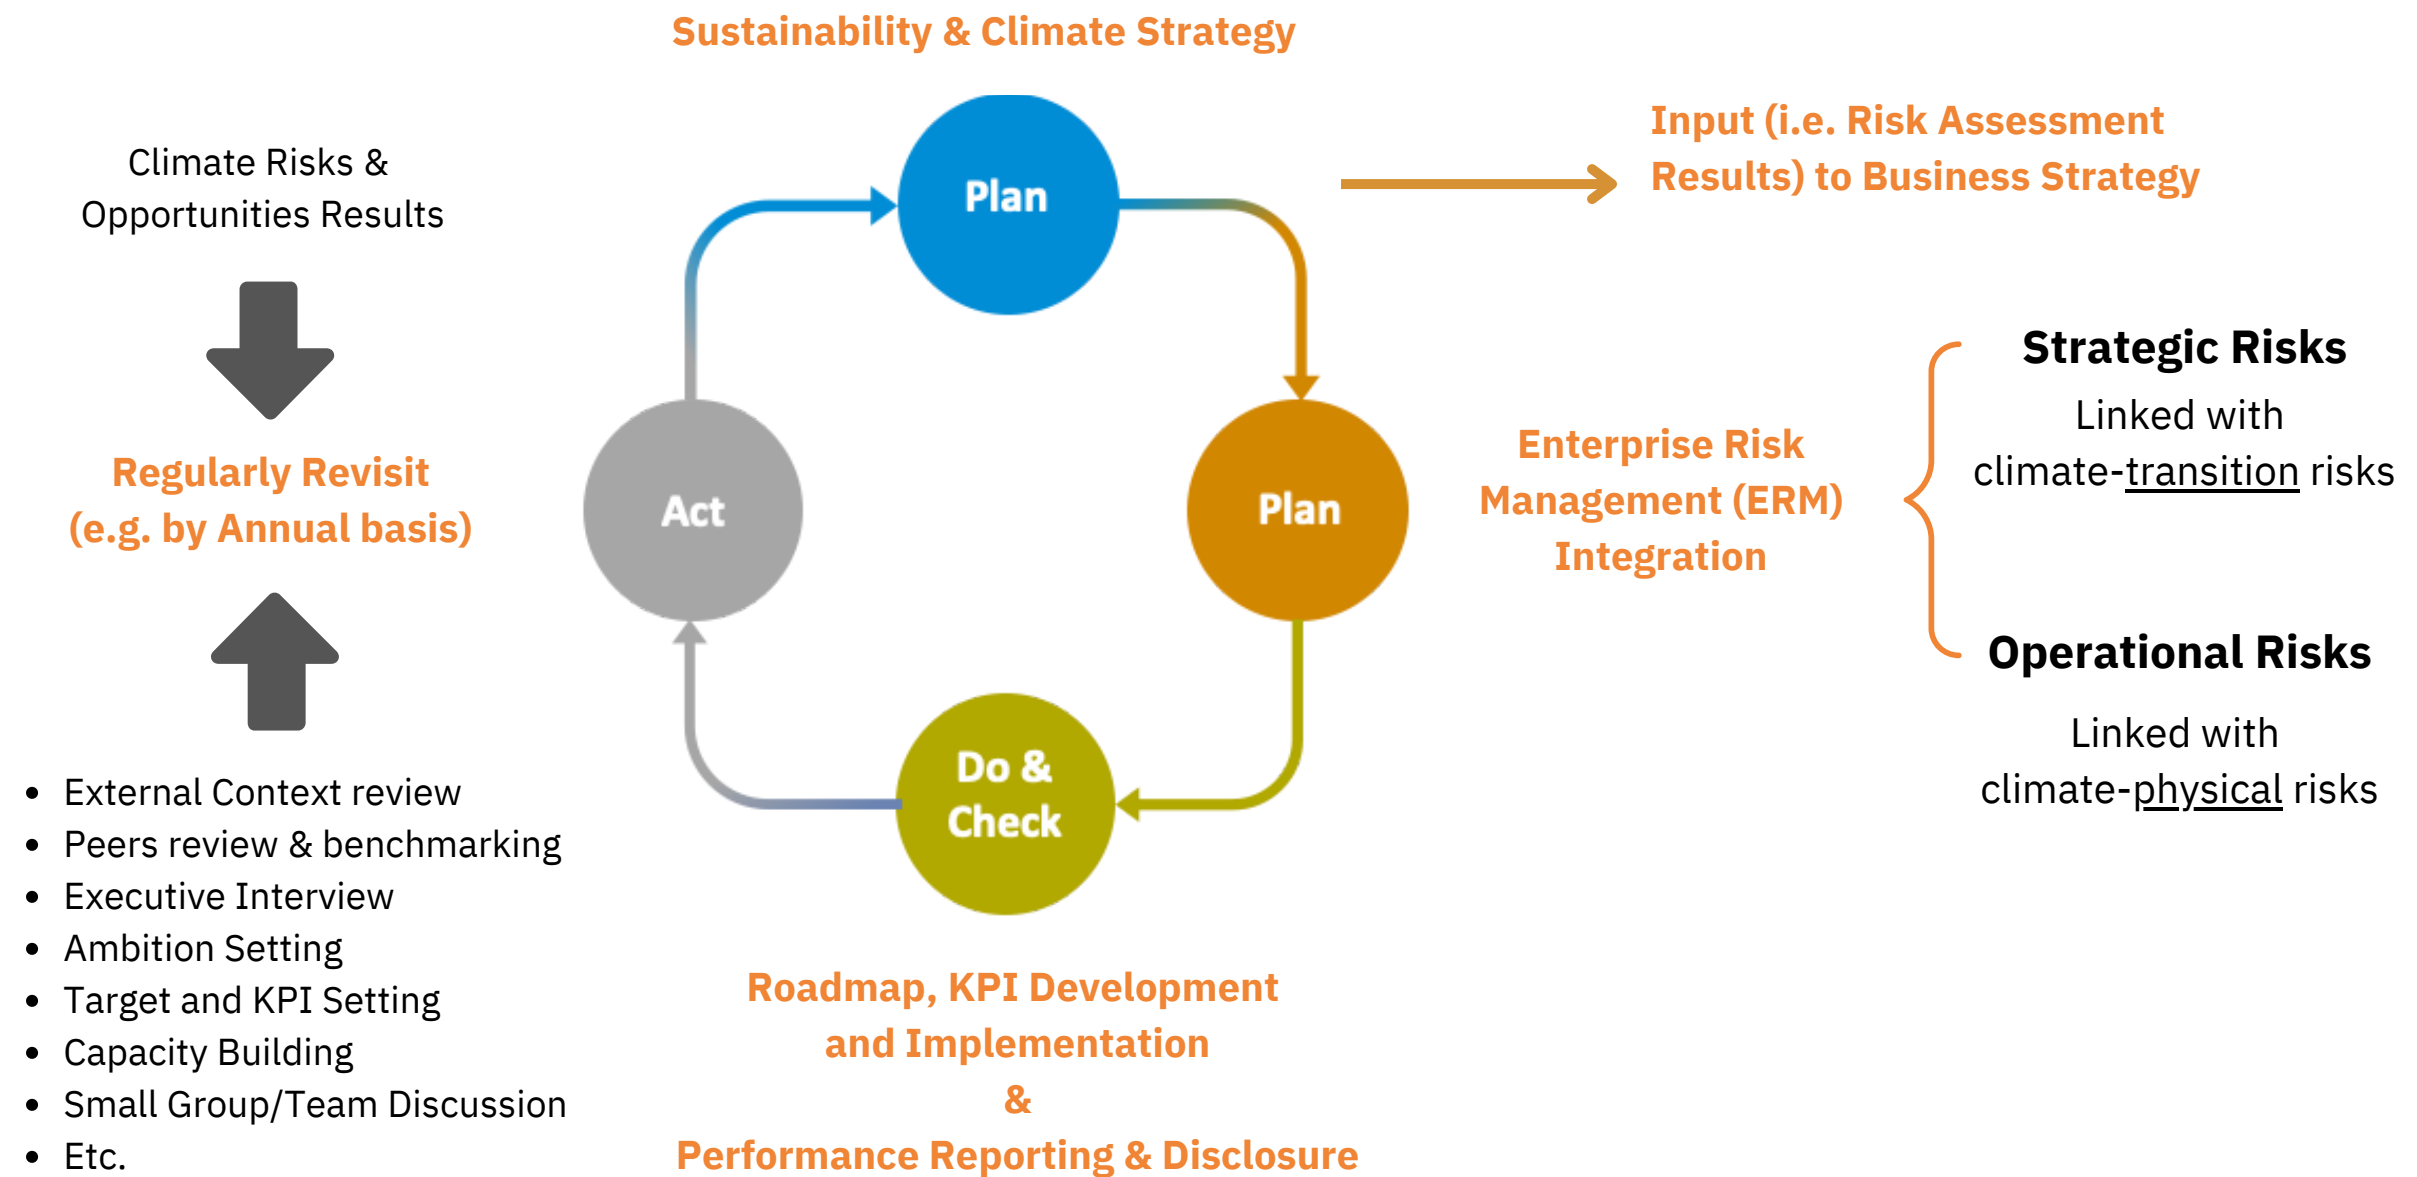 Sustainability & Climate Strategy
Climate Risks &
Opportunities Results
Regularly Revisit
(e.g. by Annual basis)
• External Context review
• Peers review & benchmarking
• Executive Interview
• Ambition Setting
• Target and KPI Setting
• Capacity Building
• Small Group/Team Discussion
• Etc.
Plan
Plan
Do &
Check
Act
Input (i.e. Risk Assessment
Results) to Business Strategy
Enterprise Risk
Management (ERM)
Integration
Strategic Risks
Linked with
climate-transition risks
Operational Risks
Linked with
climate-physical risks
Roadmap, KPI Development
and Implementation
&
Performance Reporting & Disclosure